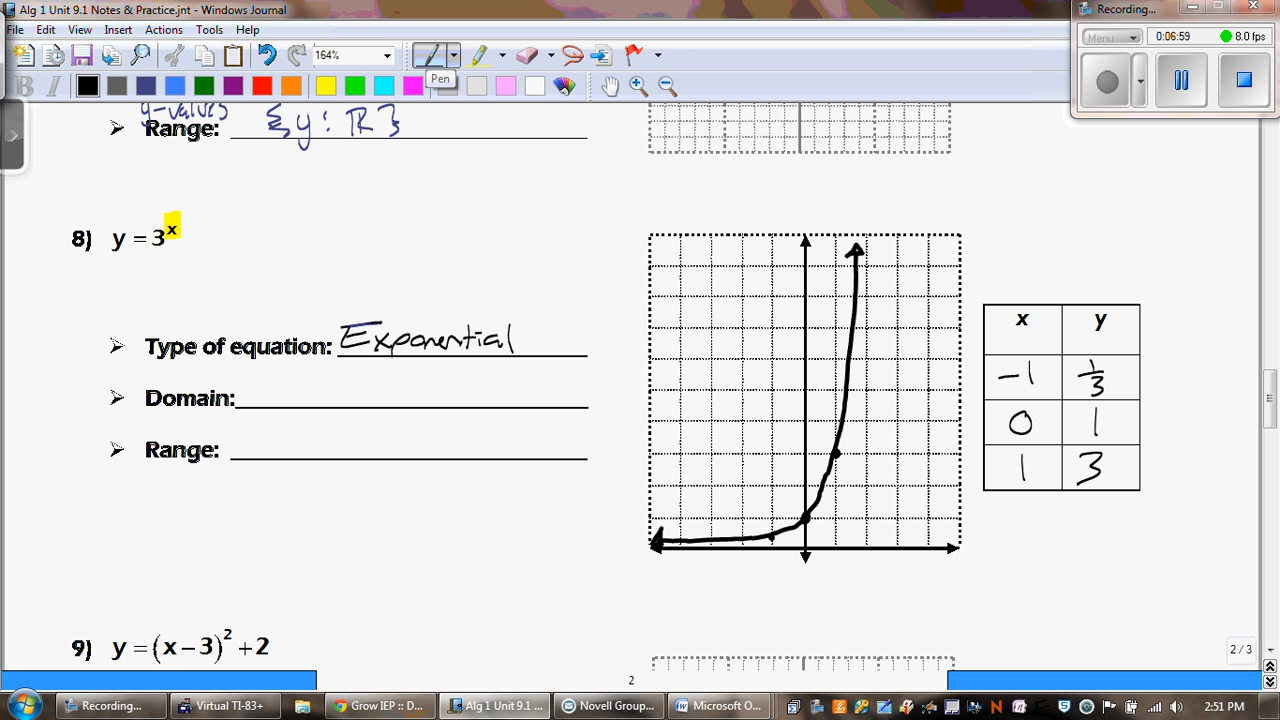 Alg 1 Unit 9.1 Notes & Practice.jnt - Windows Journal
Recording...
File Edit View Insert Actions Tools Help
Menu 0:06:59 8.0 fps
164%
Pen
y-values
Range: {y: ℝ}
8) y = 3^x
Type of equation: Exponential
Domain:
Range:
x y
-1 1/3
0 1
1 3
9) y = (x − 3)^2 + 2
2 / 3
2
Recording... Virtual TI-83+ Grow IEP :: D... Alg 1 Unit 9.1 ... Novell Group... Microsoft O... 2:51 PM